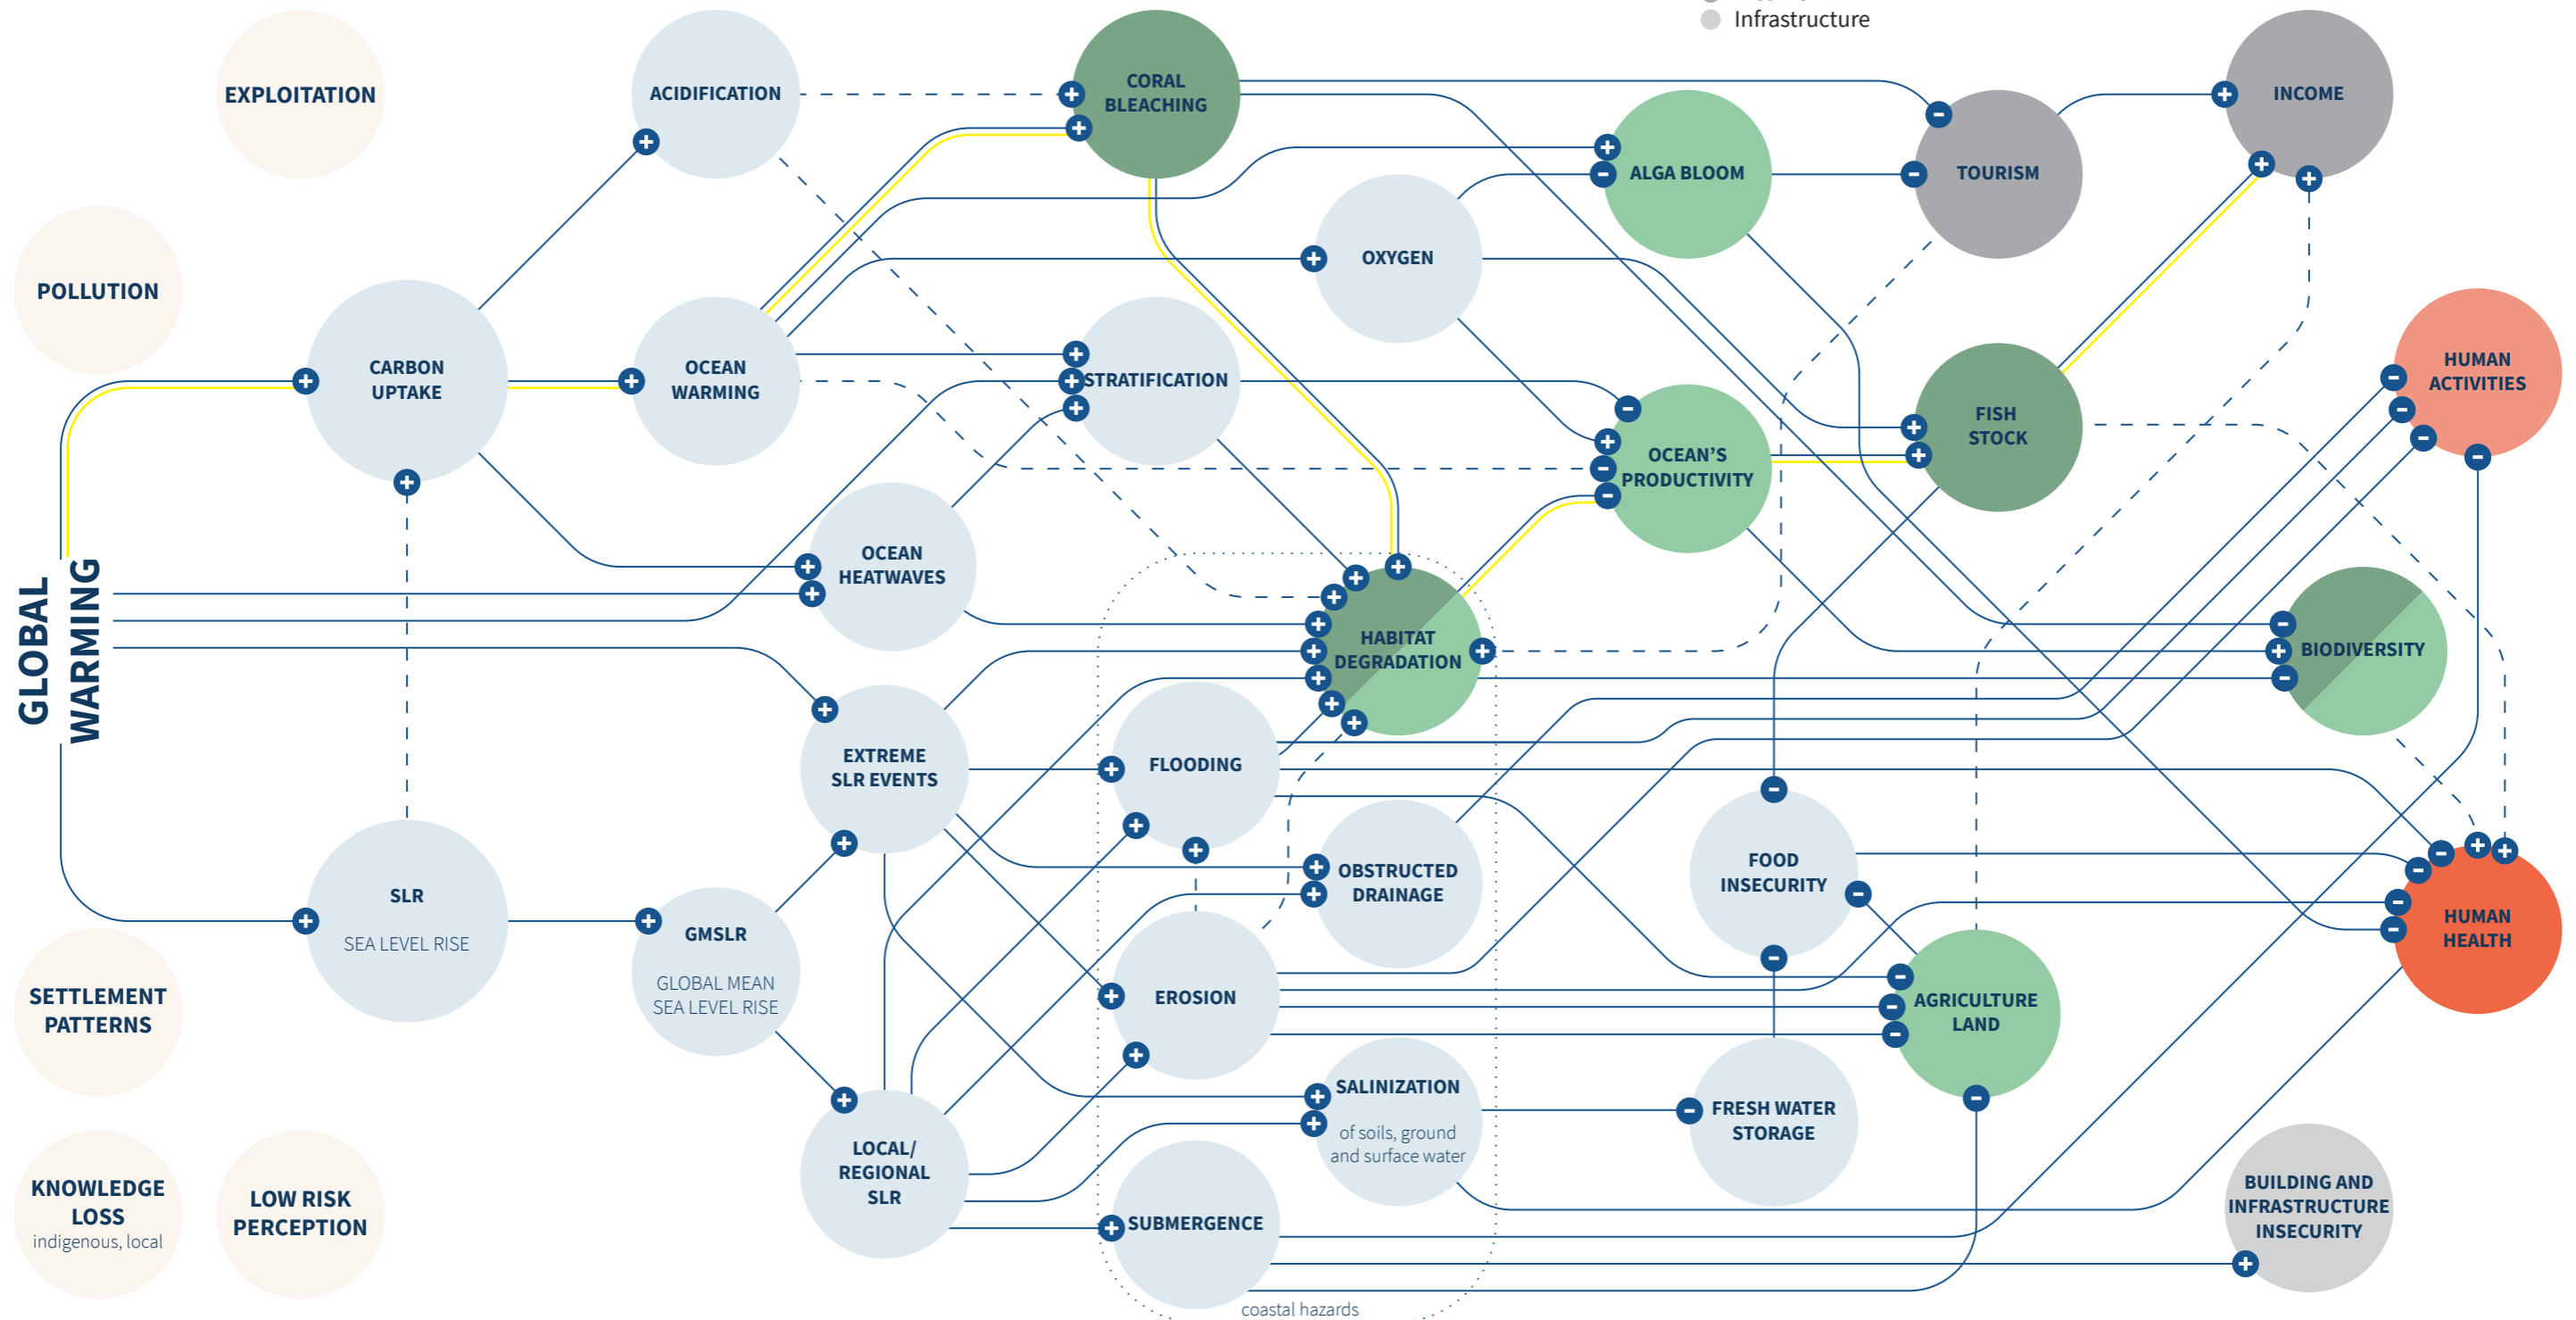 Infrastructure
EXPLOITATION
ACIDIFICATION
CORAL
BLEACHING
INCOME
ALGA BLOOM
TOURISM
OXYGEN
POLLUTION
CARBON
UPTAKE
OCEAN
WARMING
STRATIFICATION
HUMAN
ACTIVITIES
FISH
STOCK
OCEAN'S
PRODUCTIVITY
OCEAN
HEATWAVES
GLOBAL
WARMING
HABITAT
DEGRADATION
BIODIVERSITY
EXTREME
SLR EVENTS
FLOODING
OBSTRUCTED
DRAINAGE
FOOD
INSECURITY
SLR
SEA LEVEL RISE
GMSLR
GLOBAL MEAN
SEA LEVEL RISE
HUMAN
HEALTH
SETTLEMENT
PATTERNS
EROSION
AGRICULTURE
LAND
SALINIZATION
of soils, ground
and surface water
FRESH WATER
STORAGE
LOCAL/
REGIONAL
SLR
KNOWLEDGE
LOSS
indigenous, local
LOW RISK
PERCEPTION
SUBMERGENCE
BUILDING AND
INFRASTRUCTURE
INSECURITY
coastal hazards